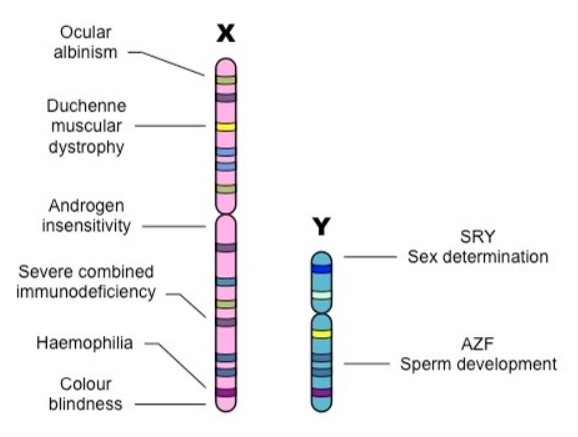 X
Ocular
albinism
Duchenne
muscular
dystrophy
Androgen
insensitivity
Severe combined
immunodeficiency
Haemophilia
Colour
blindness
Y
SRY
Sex determination
AZF
Sperm development